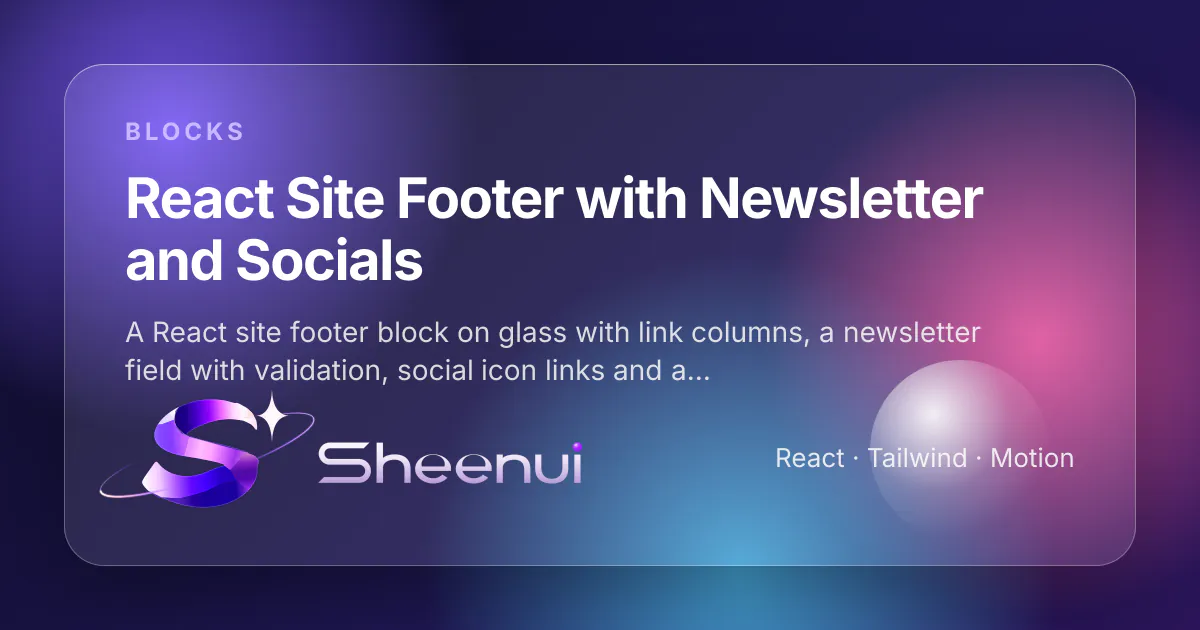 BLOCKS
React Site Footer with Newsletter
and Socials
A React site footer block on glass with link columns, a newsletter
field with validation, social icon links and a...
Sheenui
React · Tailwind · Motion